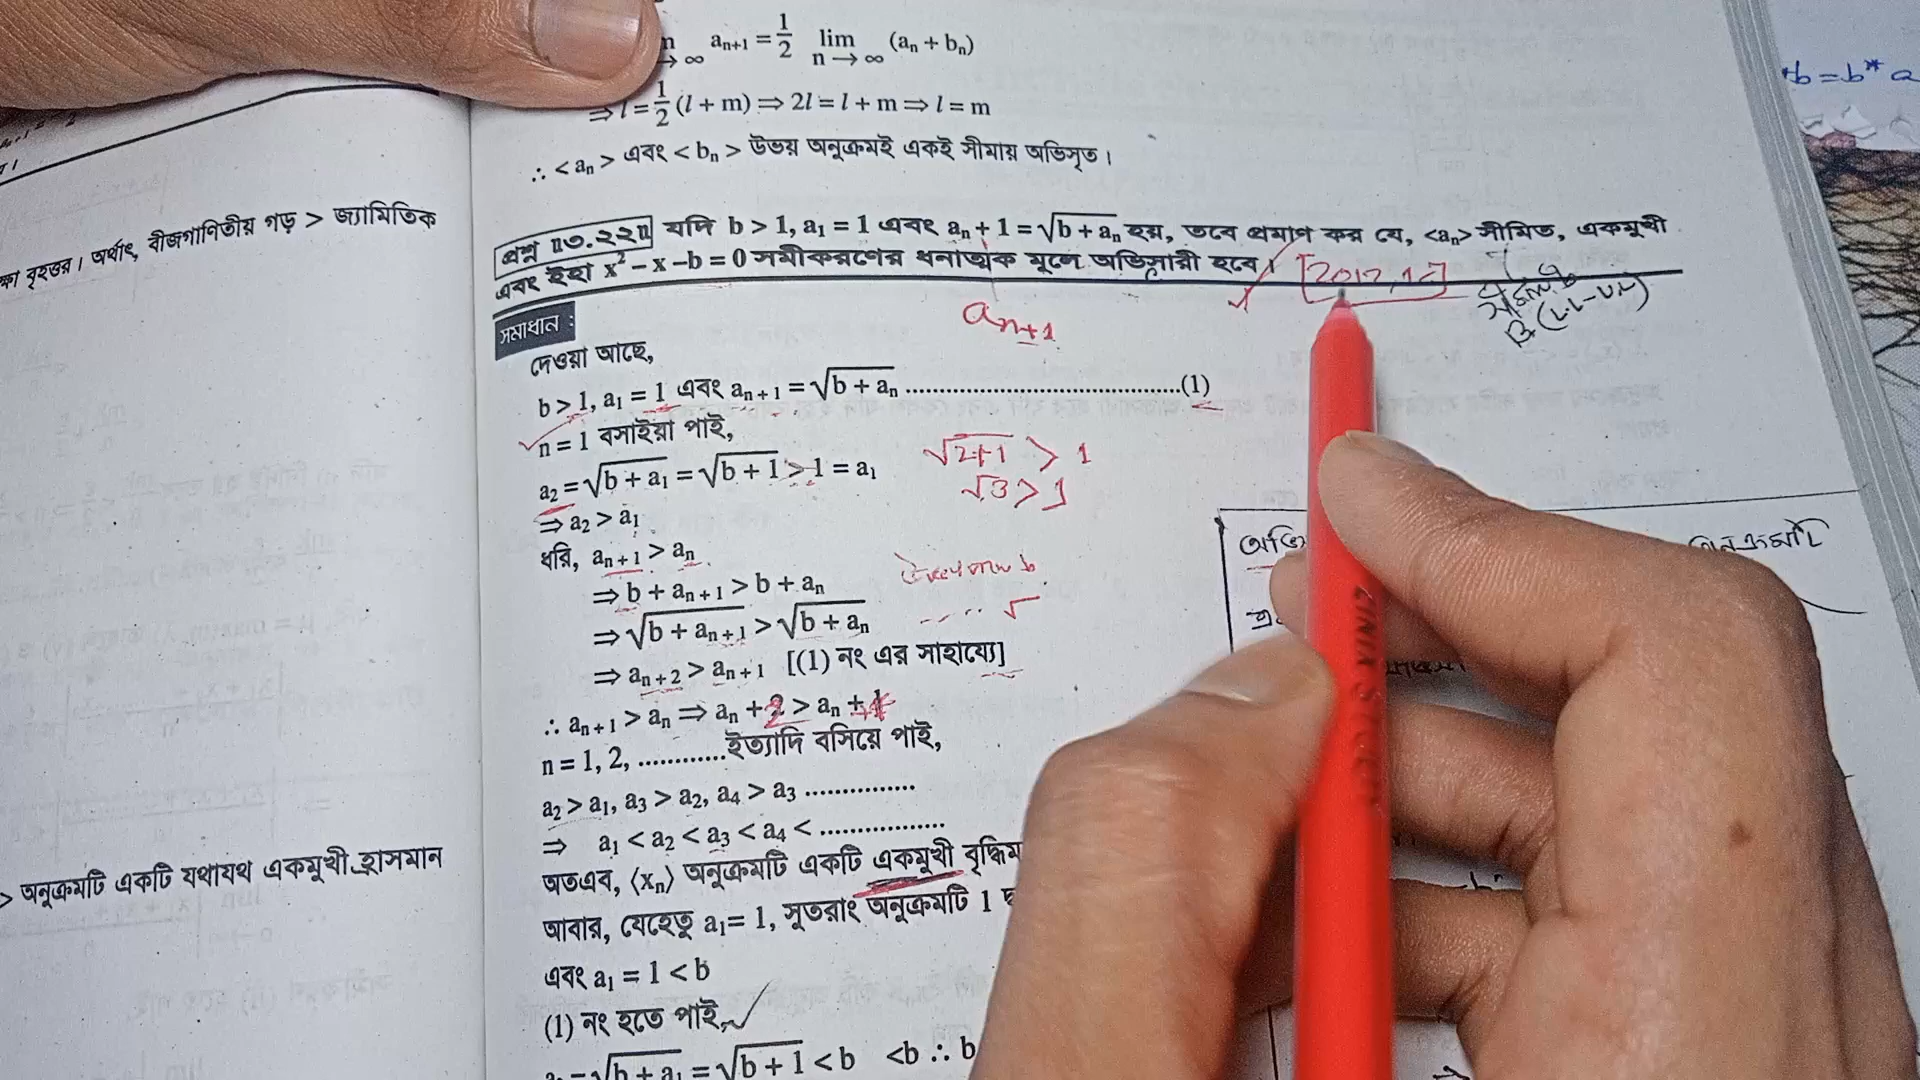 a_{n+1} = 1/2 lim n→∞ (a_n + b_n)
⇒ l = 1/2 (l + m) ⇒ 2l = l + m ⇒ l = m
∴ < a_n > এবং < b_n > উভয় অনুক্রমই একই সীমায় অভিসৃত।
বৃহত্তর। অর্থাৎ, বীজগাণিতীয় গড় > জ্যামিতিক
> অনুক্রমটি একটি যথাযথ একমুখী হ্রাসমান
প্রশ্ন ॥৩.২২॥ যদি b > 1, a₁ = 1 এবং a_n + 1 = √(b + a_n) হয়, তবে প্রমাণ কর যে, <a_n> সীমিত, একমুখী
এবং ইহা x² – x – b = 0 সমীকরণের ধনাত্মক মূলে অভিসারী হবে।
সমাধান :
a_{n+1}
দেওয়া আছে,
b > 1, a₁ = 1 এবং a_{n+1} = √(b + a_n) ........................................(1)
n = 1 বসাইয়া পাই,
√(2+1) > 1
a₂ = √(b + a₁) = √(b + 1) > 1 = a₁
√3 > 1
⇒ a₂ > a₁
ধরি, a_{n+1} > a_n
⇒ b + a_{n+1} > b + a_n
⇒ √(b + a_{n+1}) > √(b + a_n)
⇒ a_{n+2} > a_{n+1} [(1) নং এর সাহায্যে]
∴ a_{n+1} > a_n ⇒ a_n + 2 > a_n + 1
n = 1, 2, ............ইত্যাদি বসিয়ে পাই,
a₂ > a₁, a₃ > a₂, a₄ > a₃ ...............
⇒ a₁ < a₂ < a₃ < a₄ < .................
অতএব, ⟨x_n⟩ অনুক্রমটি একটি একমুখী
আবার, যেহেতু a₁ = 1, সুতরাং অনুক্রমটি 1
এবং a₁ = 1 < b
(1) নং হতে পাই,
= √(b + a₁) = √(b + 1) < b < b ∴ b
+b = b* a